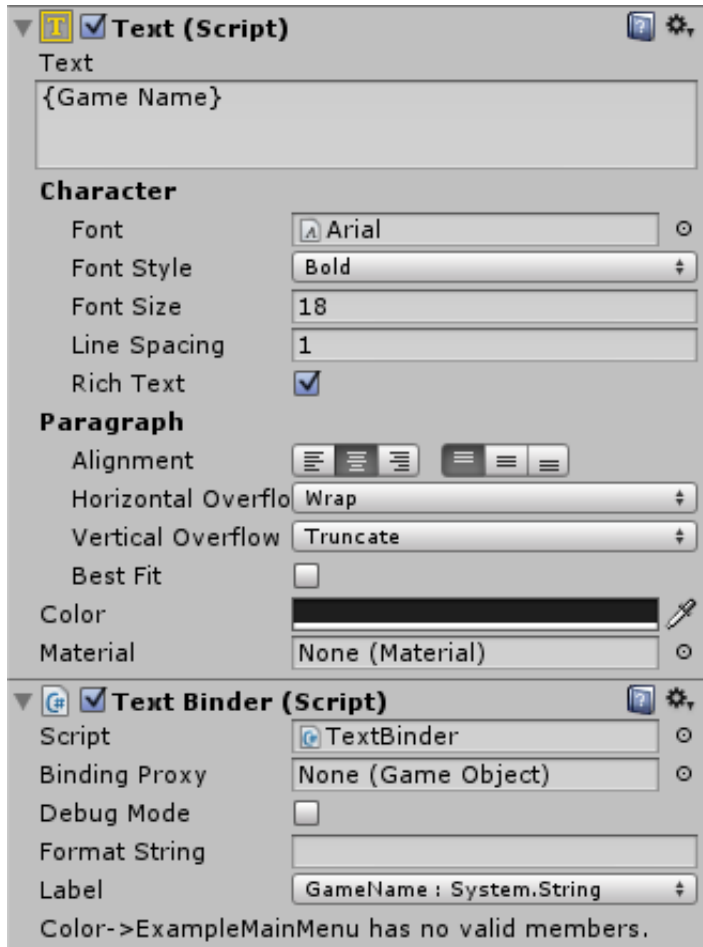 Text (Script)
Text
{Game Name}
Character
Font Arial
Font Style Bold
Font Size 18
Line Spacing 1
Rich Text
Paragraph
Alignment
Horizontal Overflo Wrap
Vertical Overflow Truncate
Best Fit
Color
Material None (Material)
Text Binder (Script)
Script TextBinder
Binding Proxy None (Game Object)
Debug Mode
Format String
Label GameName : System.String
Color->ExampleMainMenu has no valid members.